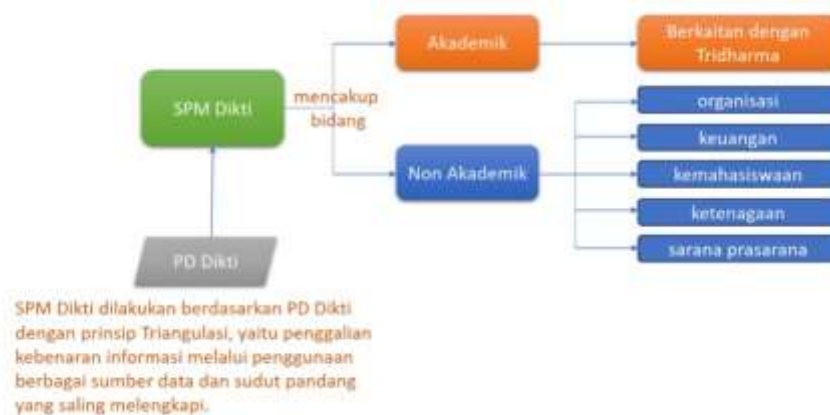 Akademik
Berkaitan dengan
Tridharma
SPM Dikti
mencakup
bidang
organisasi
keuangan
Non Akademik
kemahasiswaan
ketenagaan
sarana prasarana
PD Dikti
SPM Dikti dilakukan berdasarkan PD Dikti
dengan prinsip Triangulasi, yaitu penggalian
kebenaran informasi melalui penggunaan
berbagai sumber data dan sudut pandang
yang saling melengkapi.